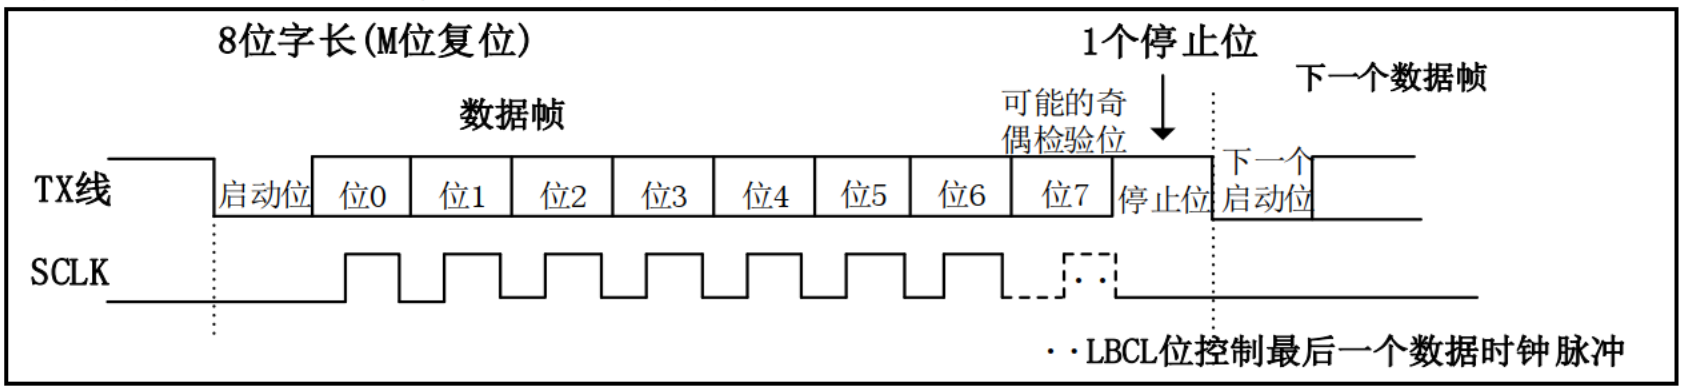 8位字长(M位复位)
1个停止位
下一个数据帧
数据帧
可能的奇
偶检验位
TX线
启动位
位0
位1
位2
位3
位4
位5
位6
位7
停止位
下一个
启动位
SCLK
··
··LBCL位控制最后一个数据时钟脉冲